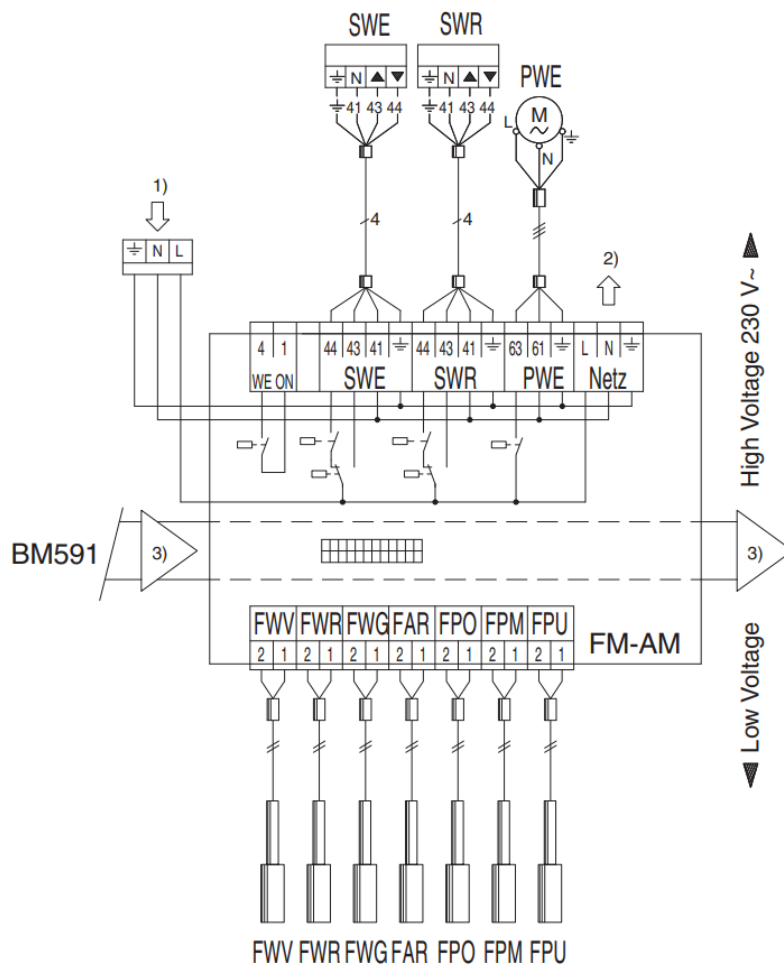 SWE SWR
PWE
⏚ N ▲ ▼ ⏚ N ▲ ▼
⏚ 41 43 44 ⏚ 41 43 44
L M ~ ⏚
N
1)
⏚ N L
4 4
2)
4 1 44 43 41 ⏚ 44 43 41 ⏚ 63 61 ⏚ L N ⏚
WE ON SWE SWR PWE Netz
High Voltage 230 V~
BM591 3) 3)
FWV FWR FWG FAR FPO FPM FPU
2 1 2 1 2 1 2 1 2 1 2 1 2 1
FM-AM
Low Voltage
FWV FWR FWG FAR FPO FPM FPU